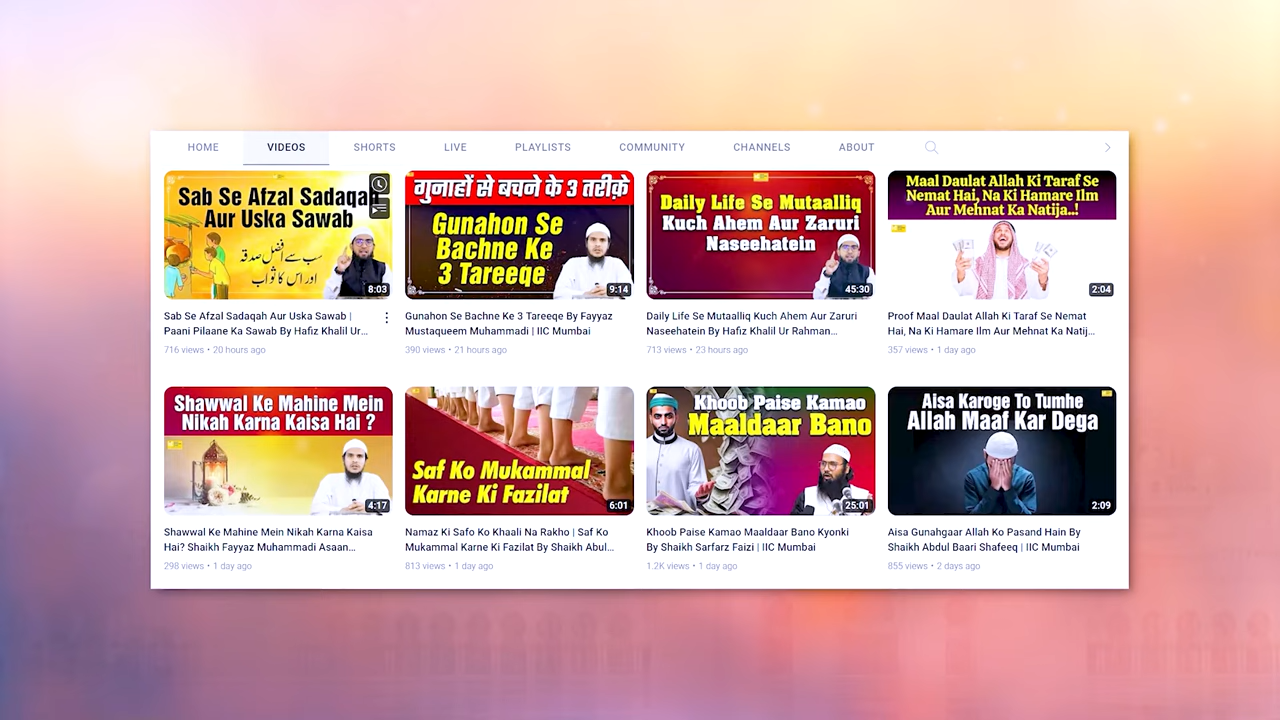 HOME VIDEOS SHORTS LIVE PLAYLISTS COMMUNITY CHANNELS ABOUT
Sab Se Afzal Sadaqah
Aur Uska Sawab
سب سے افضل صدقہ
اور اس کا ثواب
8:03
Sab Se Afzal Sadaqah Aur Uska Sawab |
Paani Pilaane Ka Sawab By Hafiz Khalil Ur...
716 views • 20 hours ago
गुनाहों से बचने के 3 तरीक़े
Gunahon Se
Bachne Ke
3 Tareeqe
9:14
Gunahon Se Bachne Ke 3 Tareeqe By Fayyaz
Mustaqueem Muhammadi | IIC Mumbai
390 views • 21 hours ago
Daily Life Se Mutaalliq
Kuch Ahem Aur Zaruri
Naseehatein
45:30
Daily Life Se Mutaalliq Kuch Ahem Aur Zaruri
Naseehatein By Hafiz Khalil Ur Rahman...
713 views • 23 hours ago
Maal Daulat Allah Ki Taraf Se
Nemat Hai, Na Ki Hamare Ilm
Aur Mehnat Ka Natija..!
2:04
Proof Maal Daulat Allah Ki Taraf Se Nemat
Hai, Na Ki Hamare Ilm Aur Mehnat Ka Natij...
357 views • 1 day ago
Shawwal Ke Mahine Mein
Nikah Karna Kaisa Hai ?
4:17
Shawwal Ke Mahine Mein Nikah Karna Kaisa
Hai? Shaikh Fayyaz Muhammadi Asaan...
298 views • 1 day ago
Saf Ko Mukammal
Karne Ki Fazilat
6:01
Namaz Ki Safo Ko Khaali Na Rakho | Saf Ko
Mukammal Karne Ki Fazilat By Shaikh Abul...
813 views • 1 day ago
Khoob Paise Kamao
Maaldaar Bano
25:01
Khoob Paise Kamao Maaldaar Bano Kyonki
By Shaikh Sarfarz Faizi | IIC Mumbai
1.2K views • 1 day ago
Aisa Karoge To Tumhe
Allah Maaf Kar Dega
2:09
Aisa Gunahgaar Allah Ko Pasand Hain By
Shaikh Abdul Baari Shafeeq | IIC Mumbai
855 views • 2 days ago